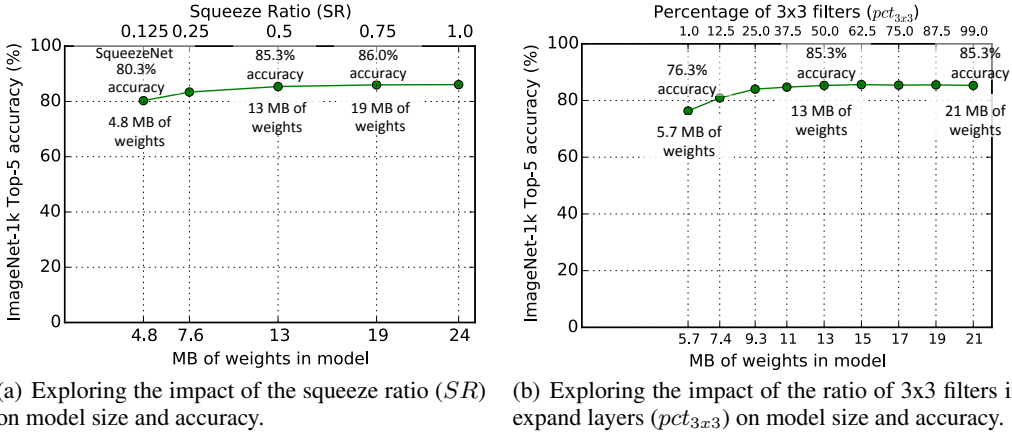 Squeeze Ratio (SR)
0.125 0.25 0.5 0.75 1.0
100
80
60
40
20
0
ImageNet-1k Top-5 accuracy (%)
SqueezeNet
80.3%
accuracy
4.8 MB of
weights
85.3%
accuracy
13 MB of
weights
86.0%
accuracy
19 MB of
weights
4.8 7.6 13 19 24
MB of weights in model
(a) Exploring the impact of the squeeze ratio (SR)
on model size and accuracy.
Percentage of 3x3 filters (pct3x3)
1.0 12.5 25.0 37.5 50.0 62.5 75.0 87.5 99.0
100
80
60
40
20
0
ImageNet-1k Top-5 accuracy (%)
76.3%
accuracy
5.7 MB of
weights
85.3%
accuracy
13 MB of
weights
85.3%
accuracy
21 MB of
weights
5.7 7.4 9.3 11 13 15 17 19 21
MB of weights in model
(b) Exploring the impact of the ratio of 3x3 filters i
expand layers (pct3x3) on model size and accuracy.